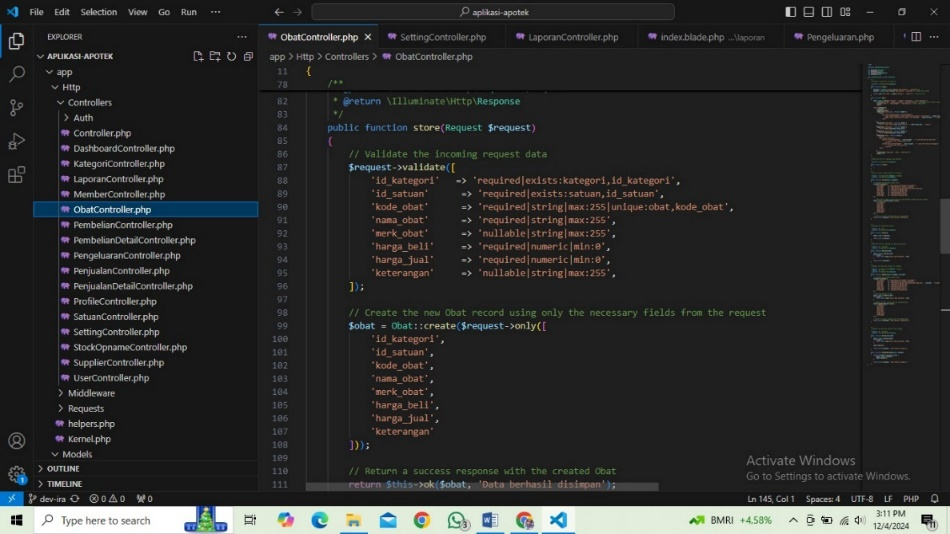 File Edit Selection View Go Run ··· aplikasi-apotek
EXPLORER ···
APLIKASI-APOTEK
app
Http
Controllers
Auth
Controller.php
DashboardController.php
KategoriController.php
LaporanController.php
MemberController.php
ObatController.php
PembelianController.php
PembelianDetailController.php
PengeluaranController.php
PenjualanController.php
PenjualanDetailController.php
ProfileController.php
SatuanController.php
SettingController.php
StockOpnameController.php
SupplierController.php
UserController.php
Middleware
Requests
helpers.php
Kernel.php
Models
OUTLINE
TIMELINE
ObatController.php SettingController.php LaporanController.php index.blade.php ...\laporan Pengeluaran.php
app > Http > Controllers > ObatController.php
11 {
78 /**
82 * @return \Illuminate\Http\Response
83 */
84 public function store(Request $request)
85 {
86 // Validate the incoming request data
87 $request->validate([
88 'id_kategori' => 'required|exists:kategori,id_kategori',
89 'id_satuan' => 'required|exists:satuan,id_satuan',
90 'kode_obat' => 'required|string|max:255|unique:obat,kode_obat',
91 'nama_obat' => 'required|string|max:255',
92 'merk_obat' => 'nullable|string|max:255',
93 'harga_beli' => 'required|numeric|min:0',
94 'harga_jual' => 'required|numeric|min:0',
95 'keterangan' => 'nullable|string|max:255',
96 ]);
97
98 // Create the new Obat record using only the necessary fields from the request
99 $obat = Obat::create($request->only([
100 'id_kategori',
101 'id_satuan',
102 'kode_obat',
103 'nama_obat',
104 'merk_obat',
105 'harga_beli',
106 'harga_jual',
107 'keterangan'
108 ]));
109
110 // Return a success response with the created Obat
111 return $this->ok($obat, 'Data berhasil disimpan');
Activate Windows
Go to Settings to activate Windows.
dev-ira 0 0 0 Ln 145, Col 1 Spaces: 4 UTF-8 LF PHP
Type here to search BMRI +4,58% 3:11 PM
12/4/2024